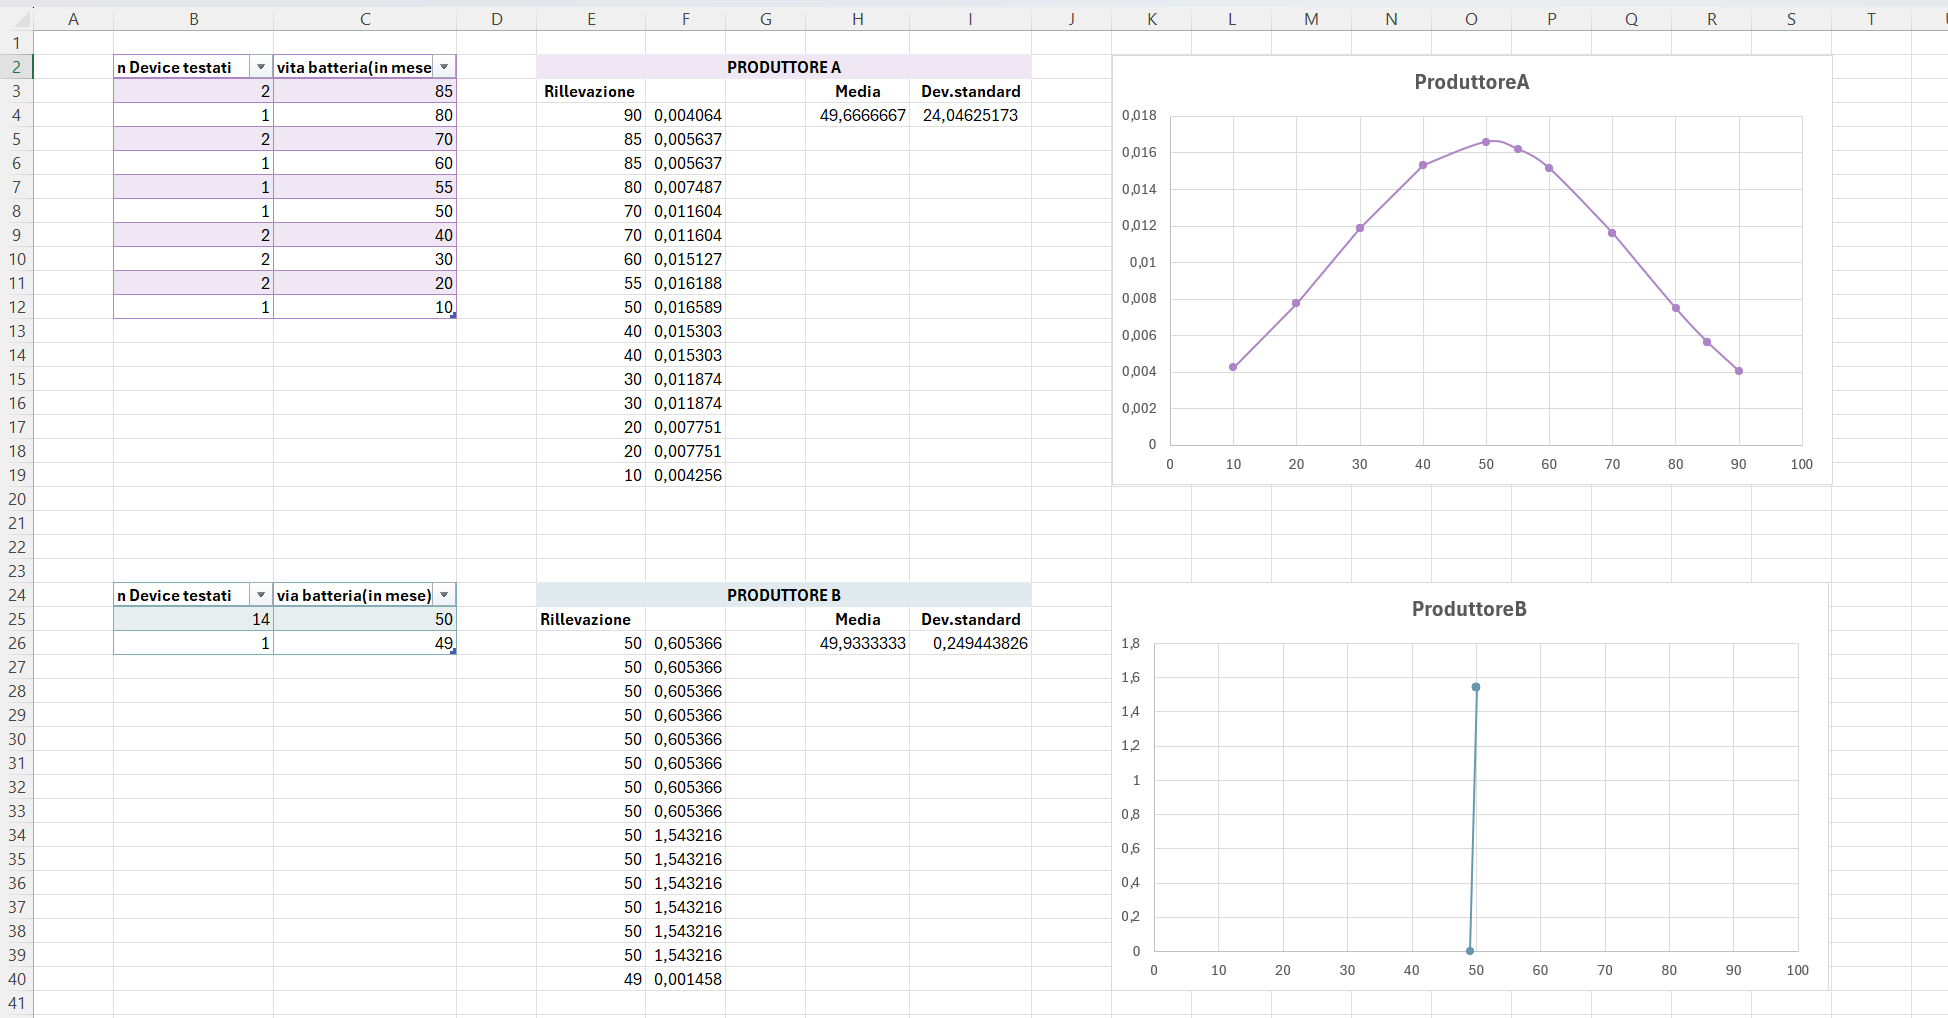 A B C D E F G H I J K L M N O P Q R S T
1
2 n Device testati vita batteria(in mese PRODUTTORE A
3 2 85 Rillevazione Media Dev.standard
4 1 80 90 0,004064 49,6666667 24,04625173
5 2 70 85 0,005637
6 1 60 85 0,005637
7 1 55 80 0,007487
8 1 50 70 0,011604
9 2 40 70 0,011604
10 2 30 60 0,015127
11 2 20 55 0,016188
12 1 10 50 0,016589
13 40 0,015303
14 40 0,015303
15 30 0,011874
16 30 0,011874
17 20 0,007751
18 20 0,007751
19 10 0,004256
20
21
22
23
ProduttoreA
0,018
0,016
0,014
0,012
0,01
0,008
0,006
0,004
0,002
0
0 10 20 30 40 50 60 70 80 90 100
24 n Device testati via batteria(in mese) PRODUTTORE B
25 14 50 Rillevazione Media Dev.standard
26 1 49 50 0,605366 49,9333333 0,249443826
27 50 0,605366
28 50 0,605366
29 50 0,605366
30 50 0,605366
31 50 0,605366
32 50 0,605366
33 50 0,605366
34 50 1,543216
35 50 1,543216
36 50 1,543216
37 50 1,543216
38 50 1,543216
39 50 1,543216
40 49 0,001458
41
ProduttoreB
1,8
1,6
1,4
1,2
1
0,8
0,6
0,4
0,2
0
0 10 20 30 40 50 60 70 80 90 100